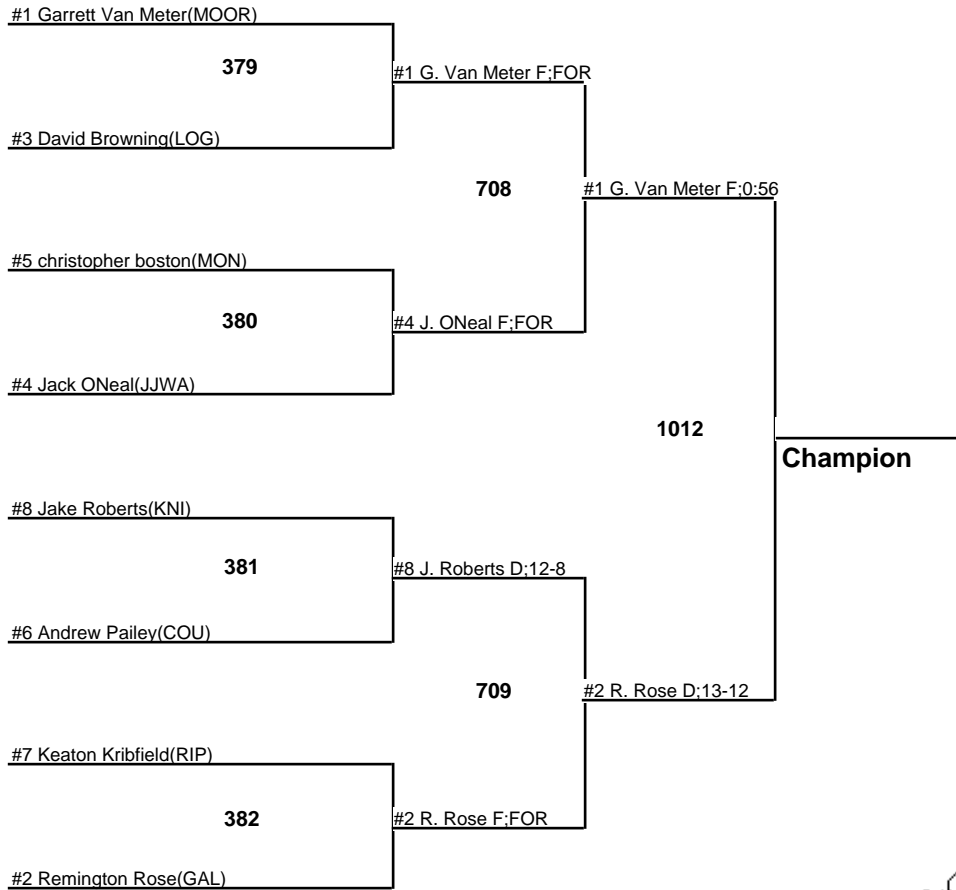 #1 Garrett Van Meter(MOOR)
379
#1 G. Van Meter F;FOR
#3 David Browning(LOG)
708
#1 G. Van Meter F;0:56
#5 christopher boston(MON)
380
#4 J. ONeal F;FOR
#4 Jack ONeal(JJWA)
1012
Champion
#8 Jake Roberts(KNI)
381
#8 J. Roberts D;12-8
#6 Andrew Pailey(COU)
709
#2 R. Rose D;13-12
#7 Keaton Kribfield(RIP)
382
#2 R. Rose F;FOR
#2 Remington Rose(GAL)